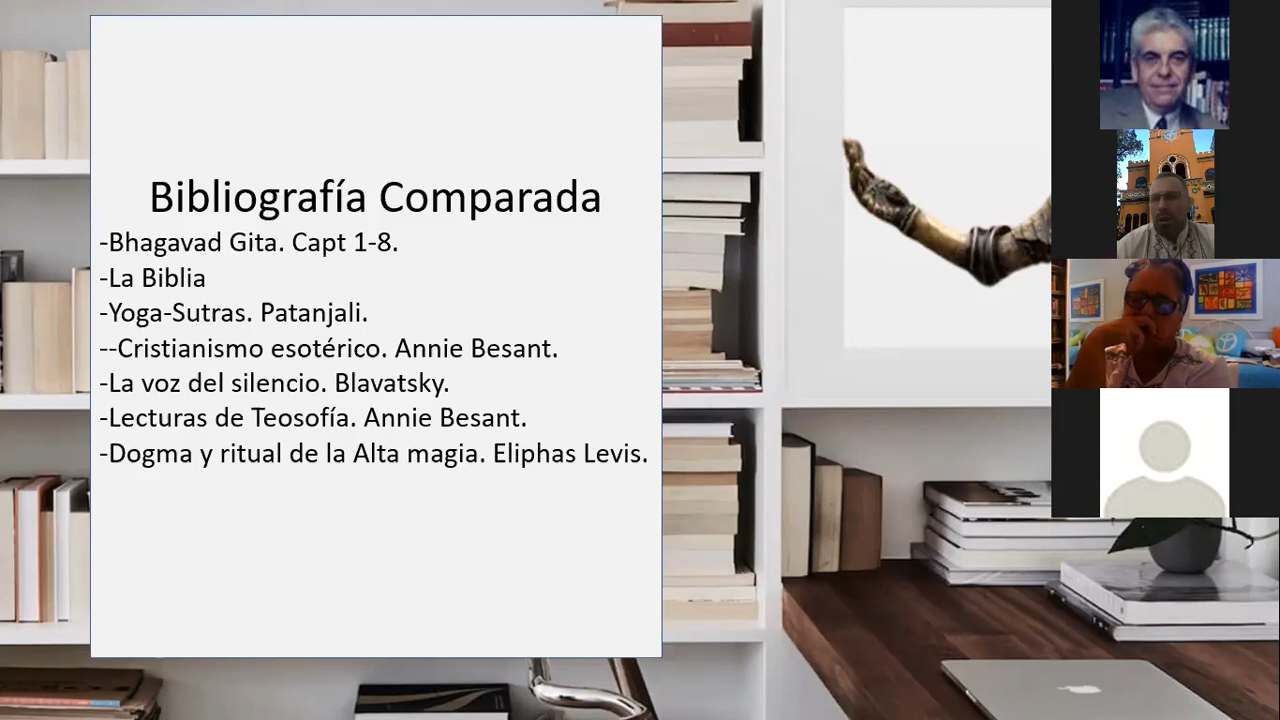 Bibliografía Comparada
-Bhagavad Gita. Capt 1-8.
-La Biblia
-Yoga-Sutras. Patanjali.
--Cristianismo esotérico. Annie Besant.
-La voz del silencio. Blavatsky.
-Lecturas de Teosofía. Annie Besant.
-Dogma y ritual de la Alta magia. Eliphas Levis.